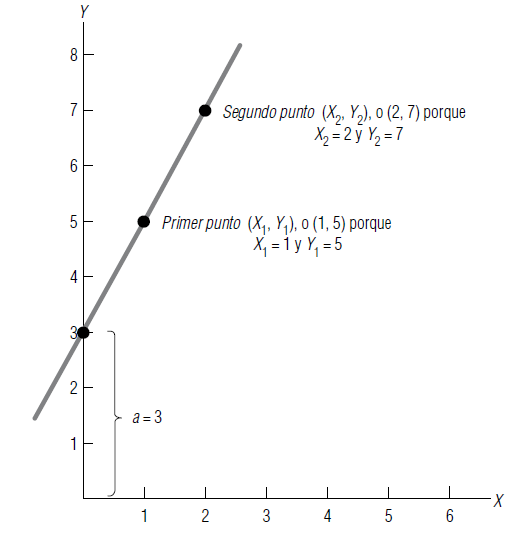 Y
8
7
Segundo punto (X₂, Y₂), o (2, 7) porque
X₂ = 2 y Y₂ = 7
6
5
Primer punto (X₁, Y₁), o (1, 5) porque
X₁ = 1 y Y₁ = 5
4
3
2
a = 3
1
X
1 2 3 4 5 6